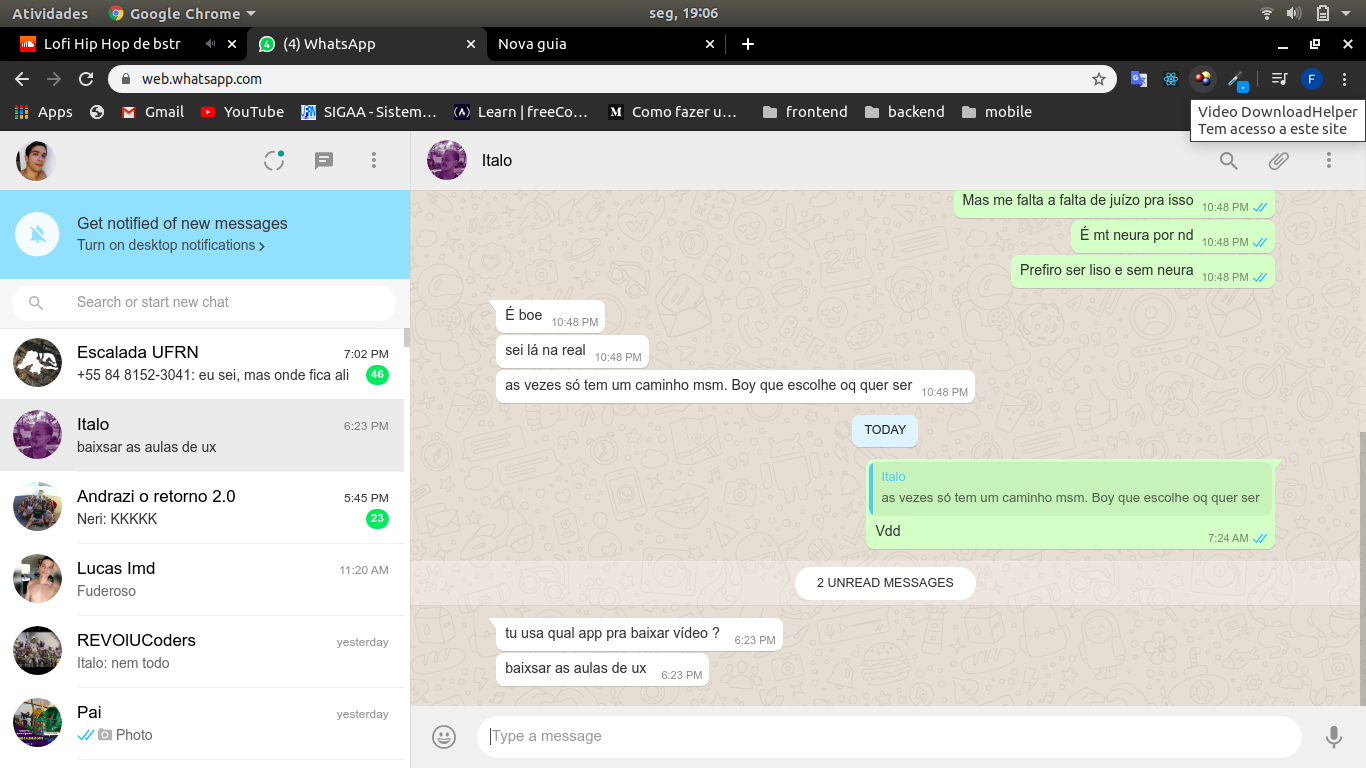 Atividades
Google Chrome
seg, 19:06
Lofi Hip Hop de bstr
(4) WhatsApp
Nova guia
web.whatsapp.com
F
Apps
Gmail
YouTube
SIGAA - Sistem…
Learn | freeCo…
Como fazer u…
frontend
backend
mobile
Video DownloadHelper
Tem acesso a este site
Italo
Get notified of new messages
Turn on desktop notifications
Search or start new chat
Escalada UFRN
7:02 PM
+55 84 8152-3041: eu sei, mas onde fica ali
46
Italo
6:23 PM
baixsar as aulas de ux
Andrazi o retorno 2.0
5:45 PM
Neri: KKKKK
23
Lucas Imd
11:20 AM
Fuderoso
REVOlUCoders
yesterday
Italo: nem todo
Pai
yesterday
Photo
Mas me falta a falta de juízo pra isso
10:48 PM
É mt neura por nd
10:48 PM
Prefiro ser liso e sem neura
10:48 PM
É boe
10:48 PM
sei lá na real
10:48 PM
as vezes só tem um caminho msm. Boy que escolhe oq quer ser
10:48 PM
TODAY
Italo
as vezes só tem um caminho msm. Boy que escolhe oq quer ser
Vdd
7:24 AM
2 UNREAD MESSAGES
tu usa qual app pra baixar vídeo ?
6:23 PM
baixsar as aulas de ux
6:23 PM
Type a message